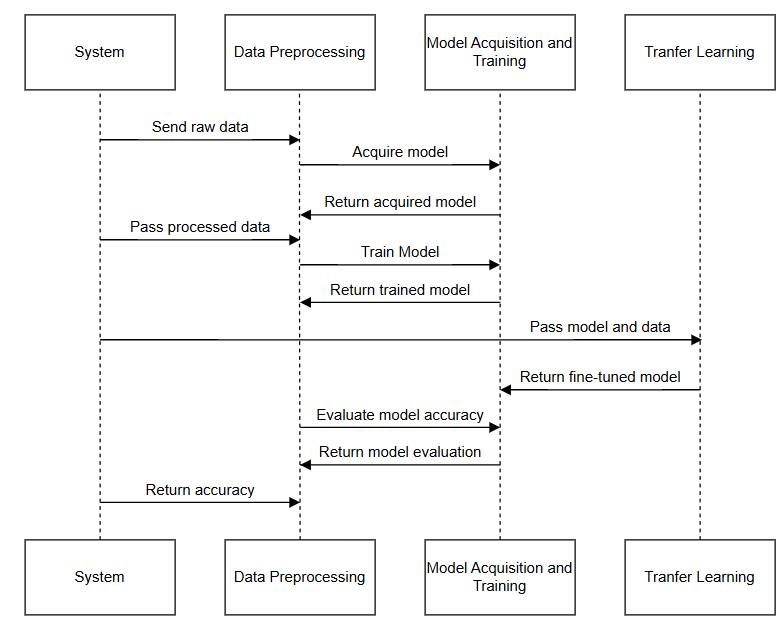 System
Data Preprocessing
Model Acquisition and
Training
Tranfer Learning
Send raw data
Acquire model
Return acquired model
Pass processed data
Train Model
Return trained model
Pass model and data
Return fine-tuned model
Evaluate model accuracy
Return model evaluation
Return accuracy
System
Data Preprocessing
Model Acquisition and
Training
Tranfer Learning